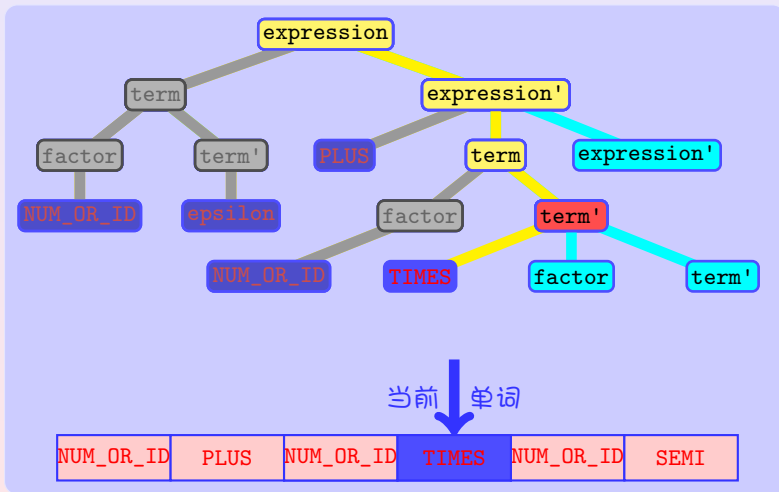 expression
term expression'
factor term' PLUS term expression'
NUM_OR_ID epsilon factor term'
NUM_OR_ID TIMES factor term'
当前 单词
NUM_OR_ID PLUS NUM_OR_ID TIMES NUM_OR_ID SEMI